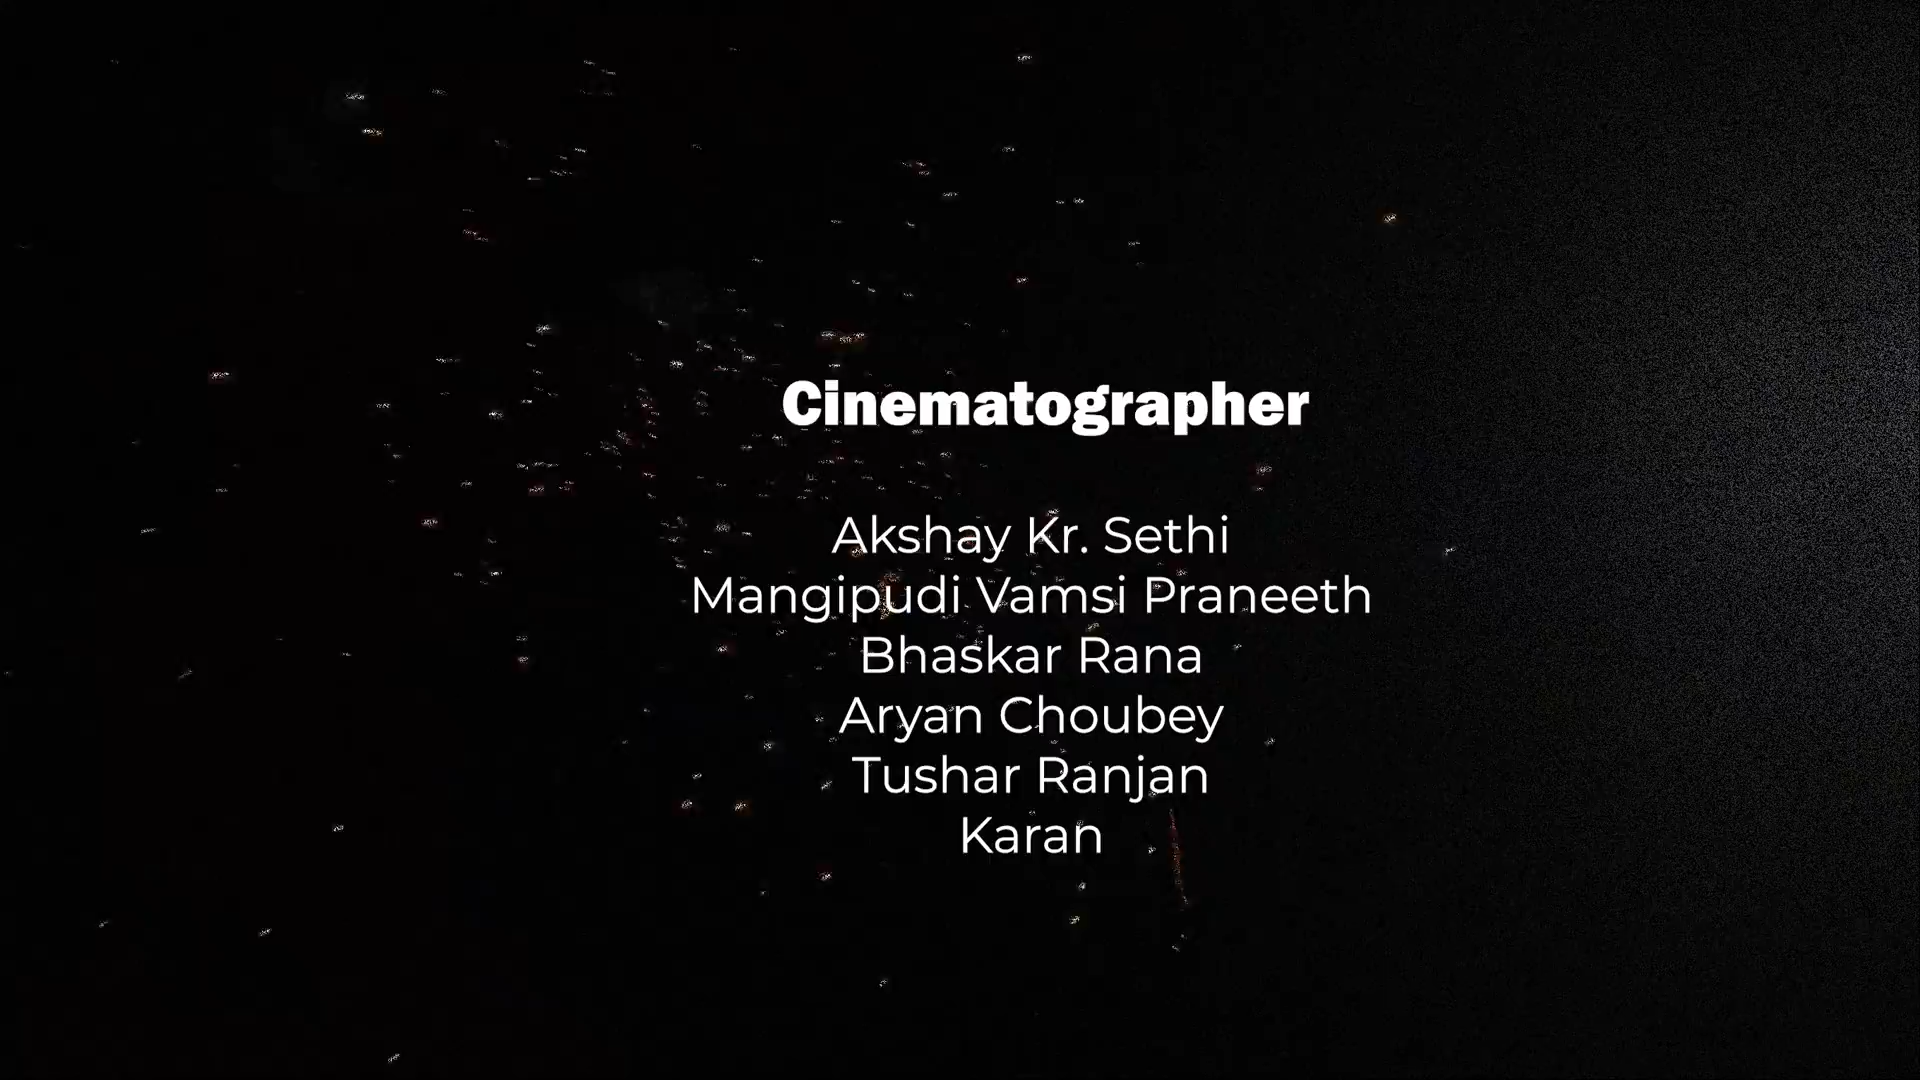 Cinematographer
Akshay Kr. Sethi
Mangipudi Vamsi Praneeth
Bhaskar Rana
Aryan Choubey
Tushar Ranjan
Karan